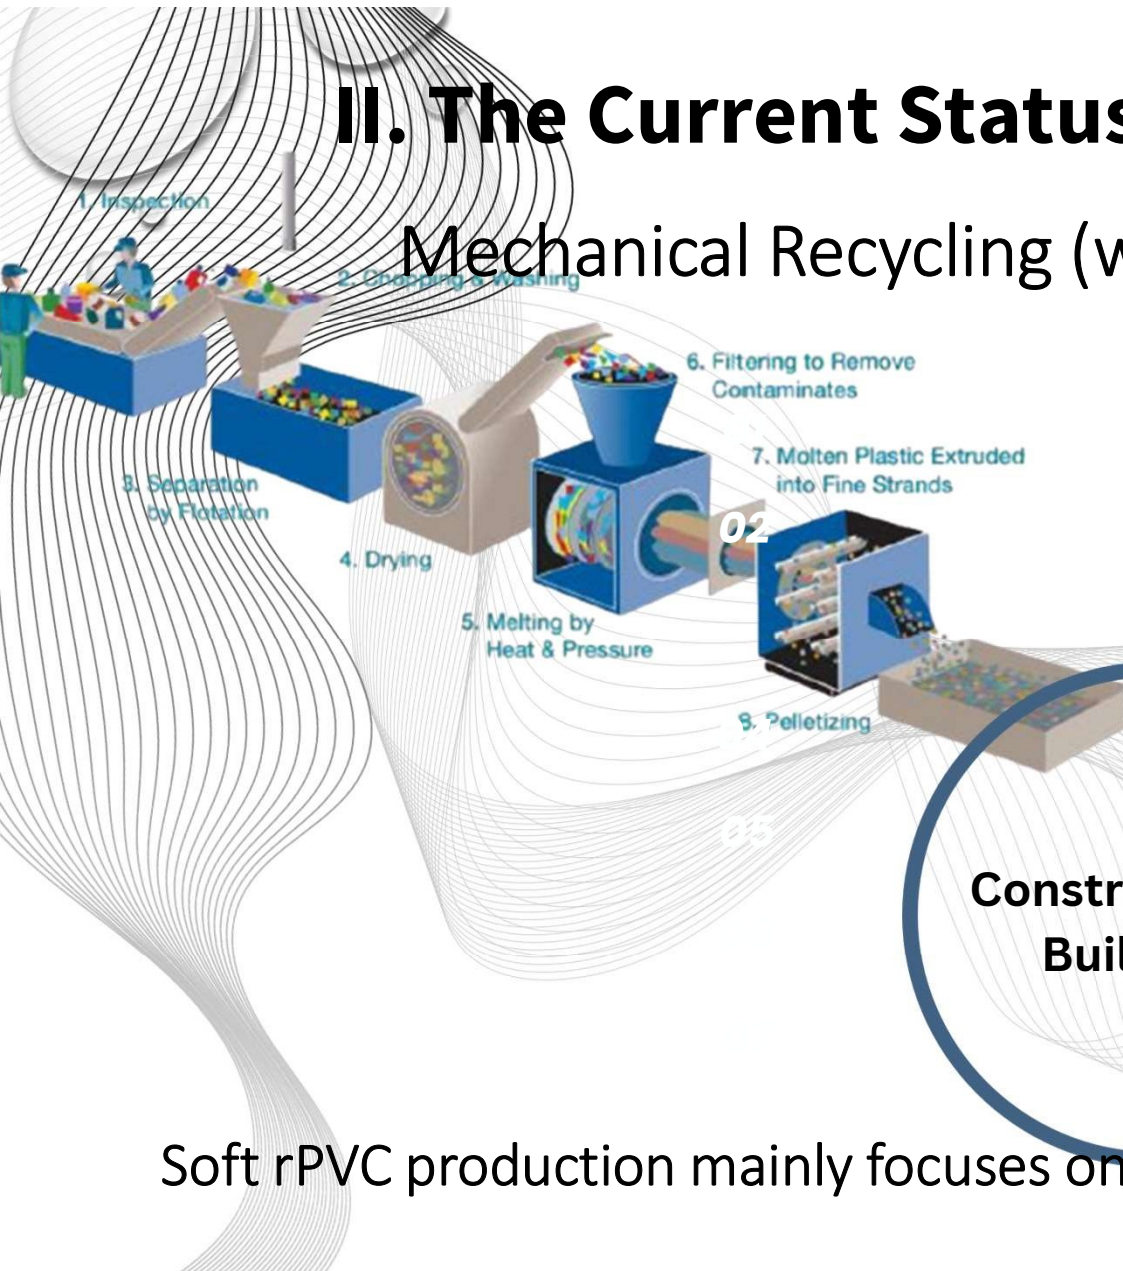 II. The Current Status
Mechanical Recycling (w
1. Inspection
2. Chopping & Washing
3. Separation
by Flotation
4. Drying
5. Melting by
Heat & Pressure
6. Filtering to Remove
Contaminates
7. Molten Plastic Extruded
into Fine Strands
02
8. Pelletizing
05
Constr
Buil
Soft rPVC production mainly focuses on